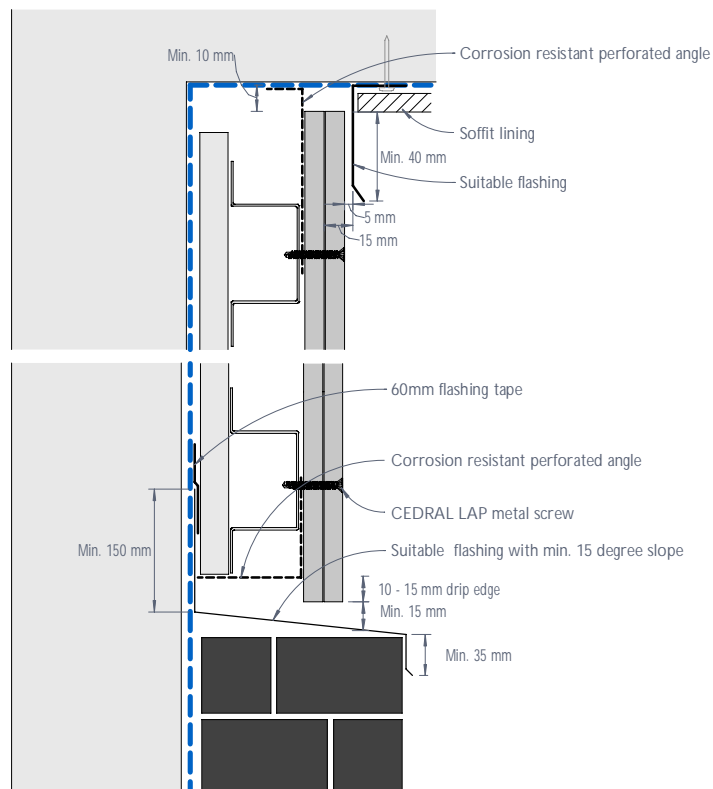 Min. 10 mm
Corrosion resistant perforated angle
Soffit lining
Min. 40 mm
Suitable flashing
5 mm
15 mm
60mm flashing tape
Corrosion resistant perforated angle
CEDRAL LAP metal screw
Min. 150 mm
Suitable flashing with min. 15 degree slope
10 - 15 mm drip edge
Min. 15 mm
Min. 35 mm